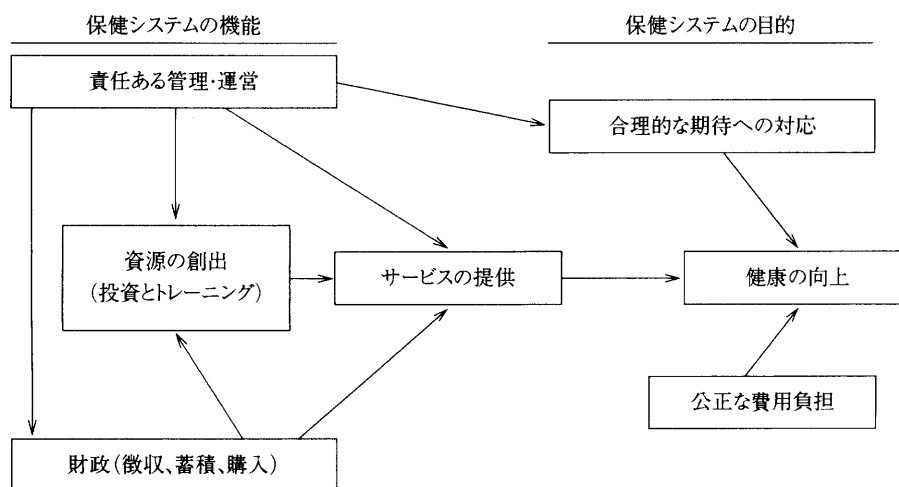 保健システムの機能
保健システムの目的
責任ある管理・運営
合理的な期待への対応
資源の創出
(投資とトレーニング)
サービスの提供
健康の向上
公正な費用負担
財政(徴収、蓄積、購入)